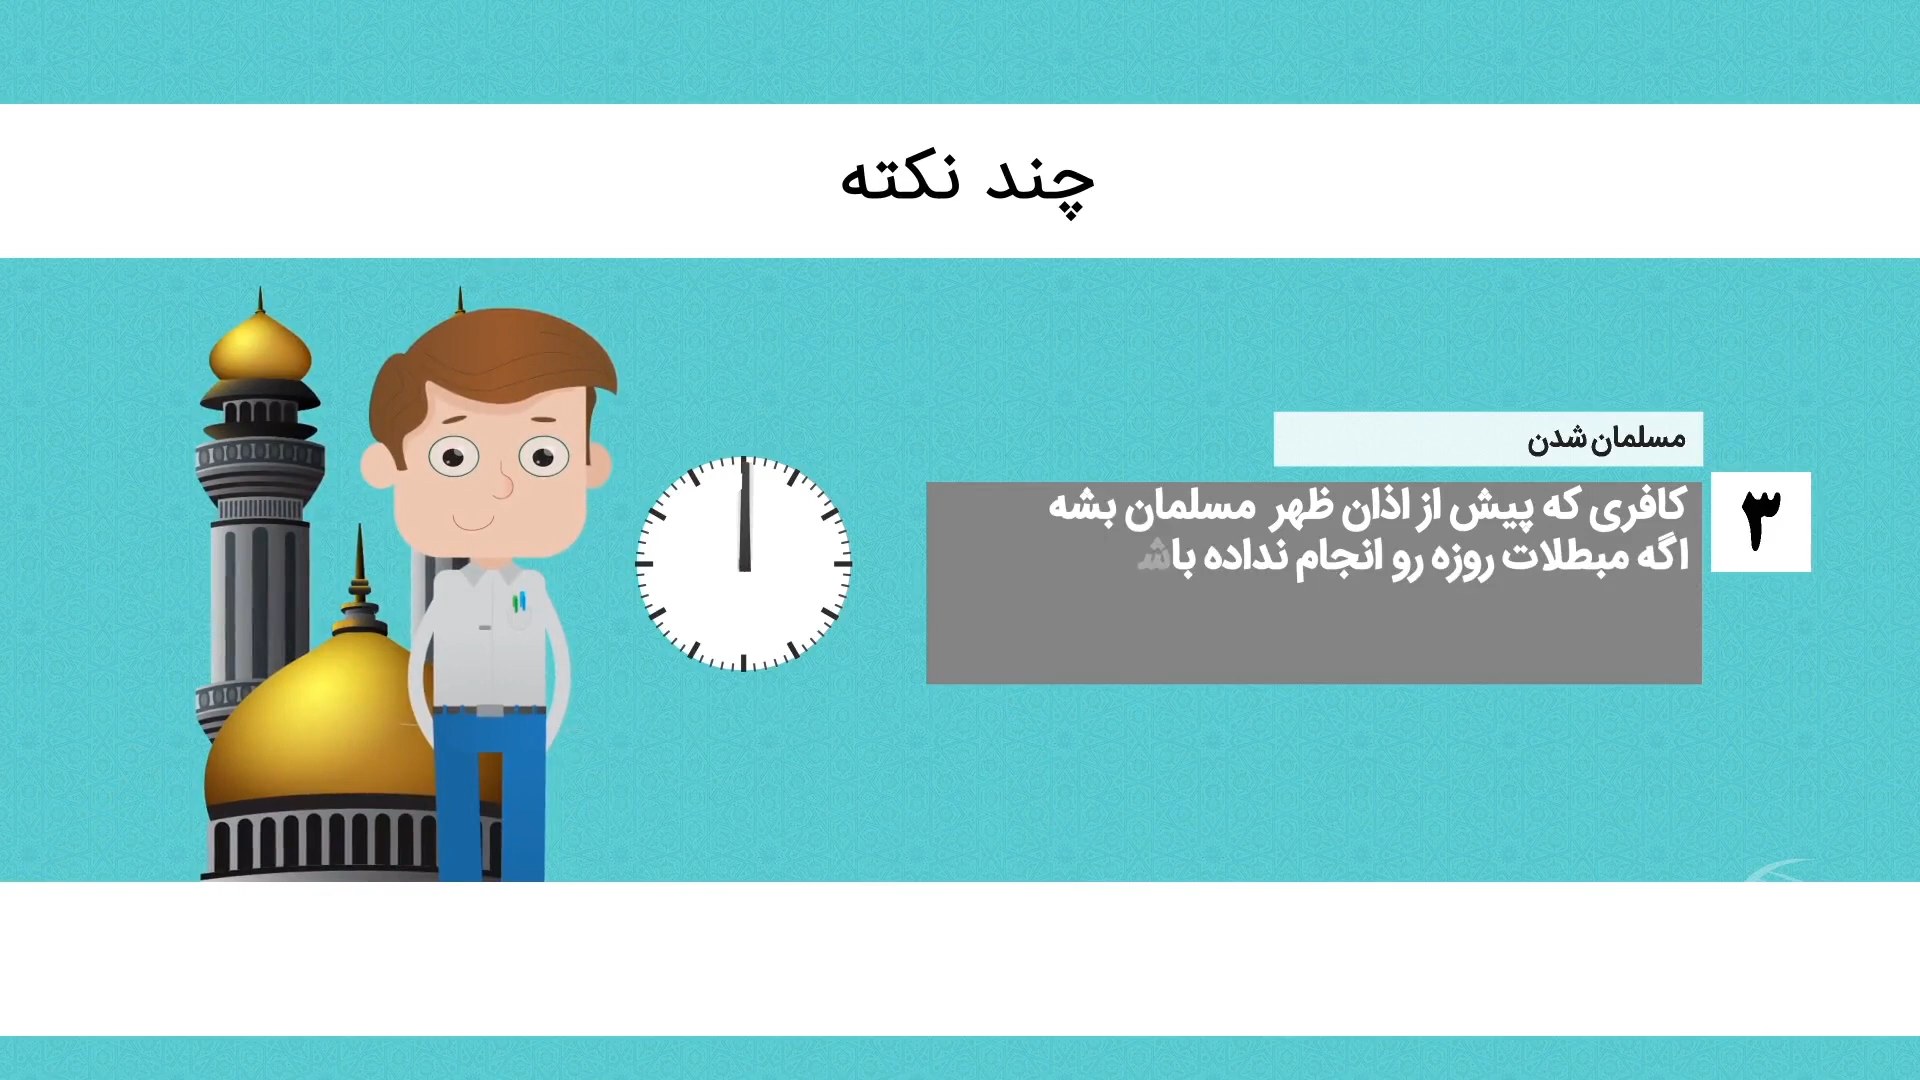 چند نکته
مسلمان شدن
۳
کافری که پیش از اذان ظهر مسلمان بشه
اگه مبطلات روزه رو انجام نداده باش